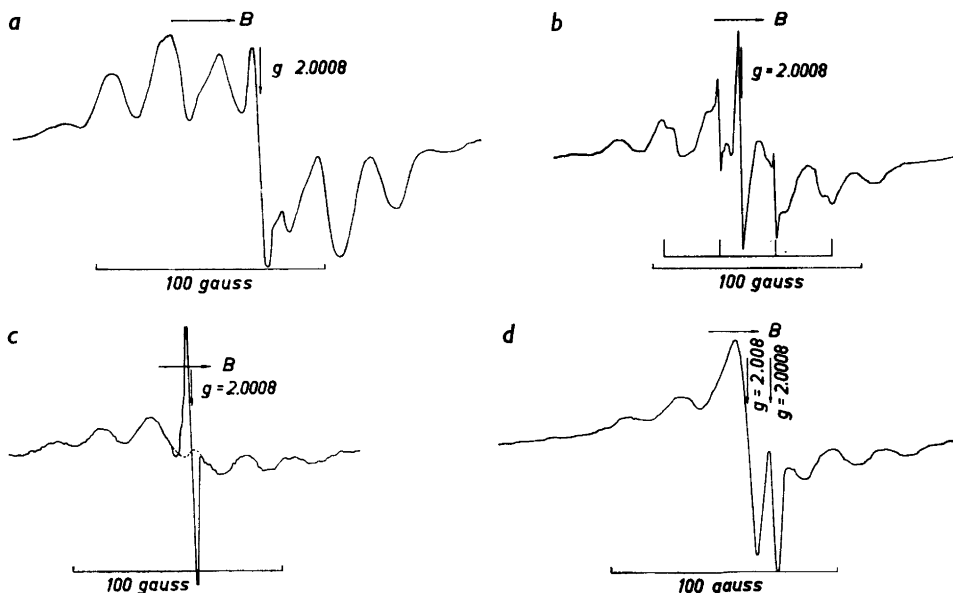 a
B
g 2.0008
100 gauss
b
B
g = 2.0008
100 gauss
c
B
g = 2.0008
100 gauss
d
B
g = 2.008
g = 2.0008
100 gauss